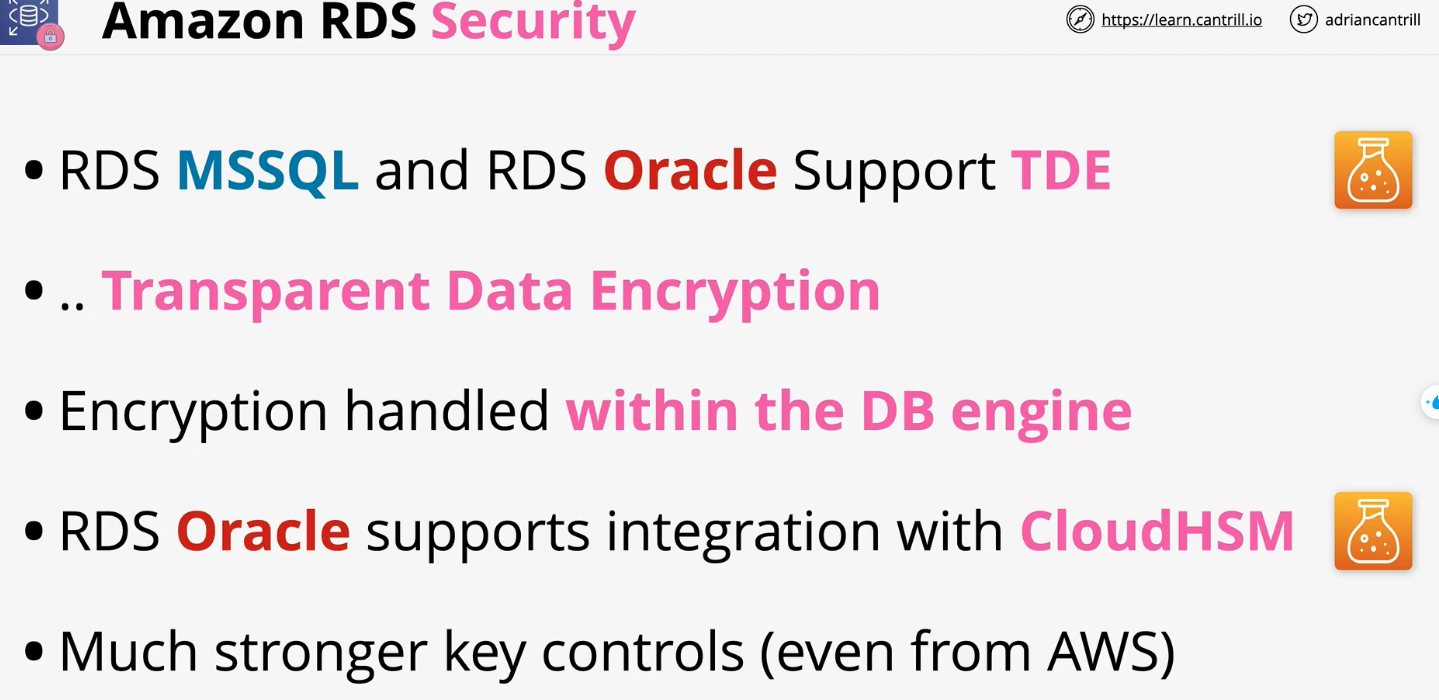 Amazon RDS Security
https://learn.cantrill.io
adriancantrill
• RDS MSSQL and RDS Oracle Support TDE
• .. Transparent Data Encryption
• Encryption handled within the DB engine
• RDS Oracle supports integration with CloudHSM
• Much stronger key controls (even from AWS)